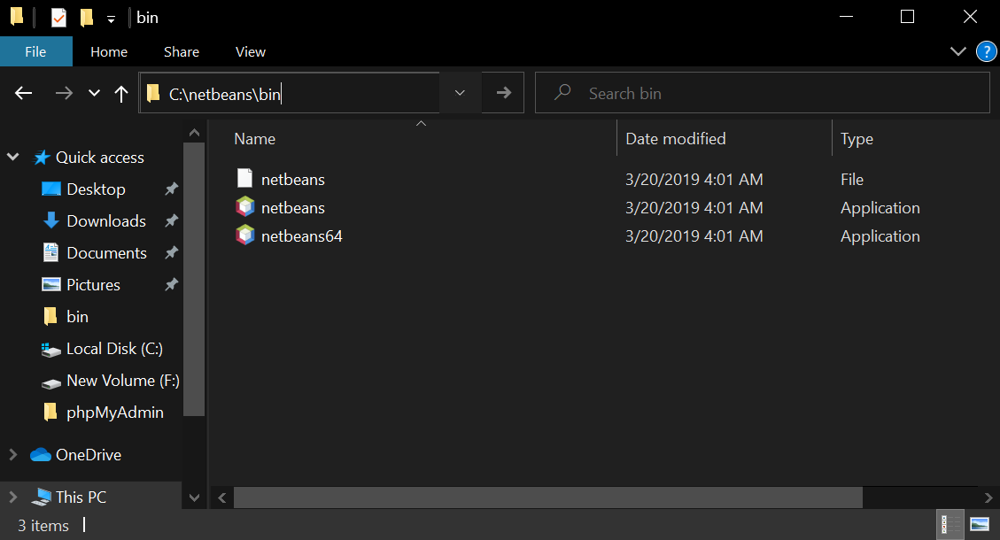 bin
File Home Share View ?
C:\netbeans\bin Search bin
Name Date modified Type
Quick access
Desktop
Downloads
Documents
Pictures
bin
Local Disk (C:)
New Volume (F:)
phpMyAdmin
OneDrive
This PC
netbeans 3/20/2019 4:01 AM File
netbeans 3/20/2019 4:01 AM Application
netbeans64 3/20/2019 4:01 AM Application
3 items